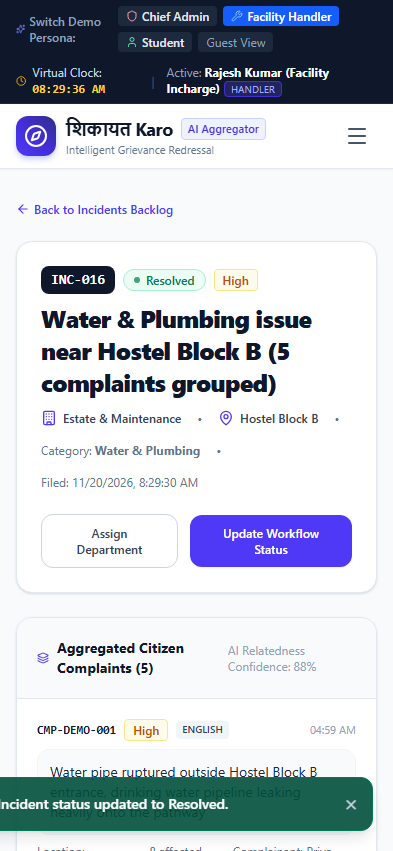 Switch Demo
Persona:
Chief Admin
Facility Handler
Student
Guest View
Virtual Clock:
08:29:36 AM
Active: Rajesh Kumar (Facility
Incharge) HANDLER
शिकायत Karo
AI Aggregator
Intelligent Grievance Redressal
Back to Incidents Backlog
INC-016
Resolved
High
Water & Plumbing issue
near Hostel Block B (5
complaints grouped)
Estate & Maintenance • Hostel Block B •
Category: Water & Plumbing •
Filed: 11/20/2026, 8:29:30 AM
Assign
Department
Update Workflow
Status
Aggregated Citizen
Complaints (5)
AI Relatedness
Confidence: 88%
CMP-DEMO-001 High ENGLISH 04:59 AM
Water pipe ruptured outside Hostel Block B
entrance, drinking water pipeline leaking
heavily onto the pathway
Incident status updated to Resolved.